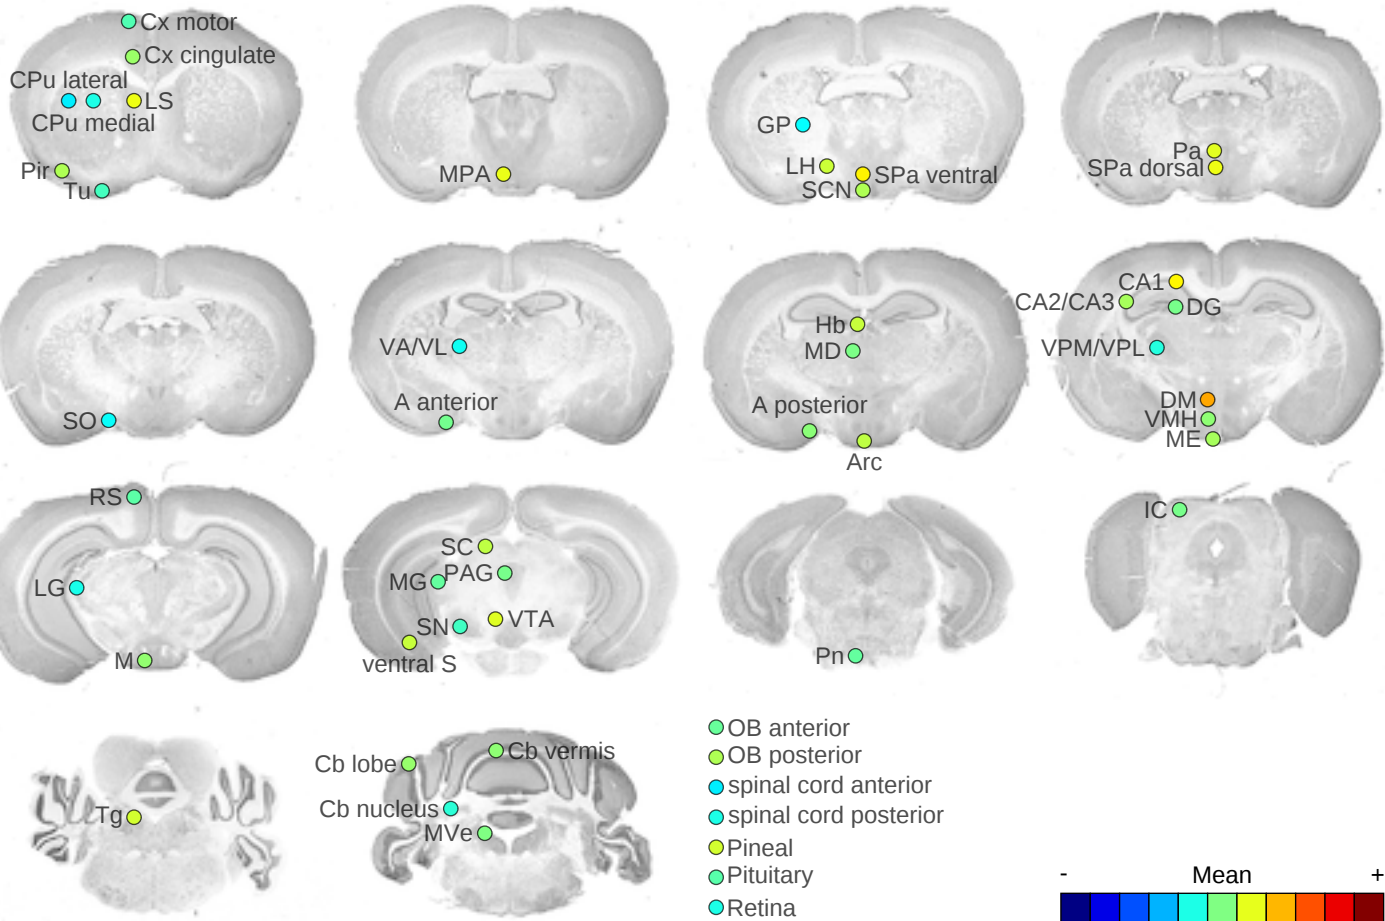 Cx motor
Cx cingulate
CPu lateral
LS
CPu medial
Pir
Tu
MPA
GP
LH
SPa ventral
SCN
Pa
SPa dorsal
SO
VA/VL
A anterior
Hb
MD
A posterior
Arc
CA1
CA2/CA3
DG
VPM/VPL
DM
VMH
ME
RS
LG
M
SC
MG
PAG
SN
VTA
ventral S
Pn
IC
Tg
Cb lobe
Cb vermis
Cb nucleus
MVe
OB anterior
OB posterior
spinal cord anterior
spinal cord posterior
Pineal
Pituitary
Retina
- Mean +